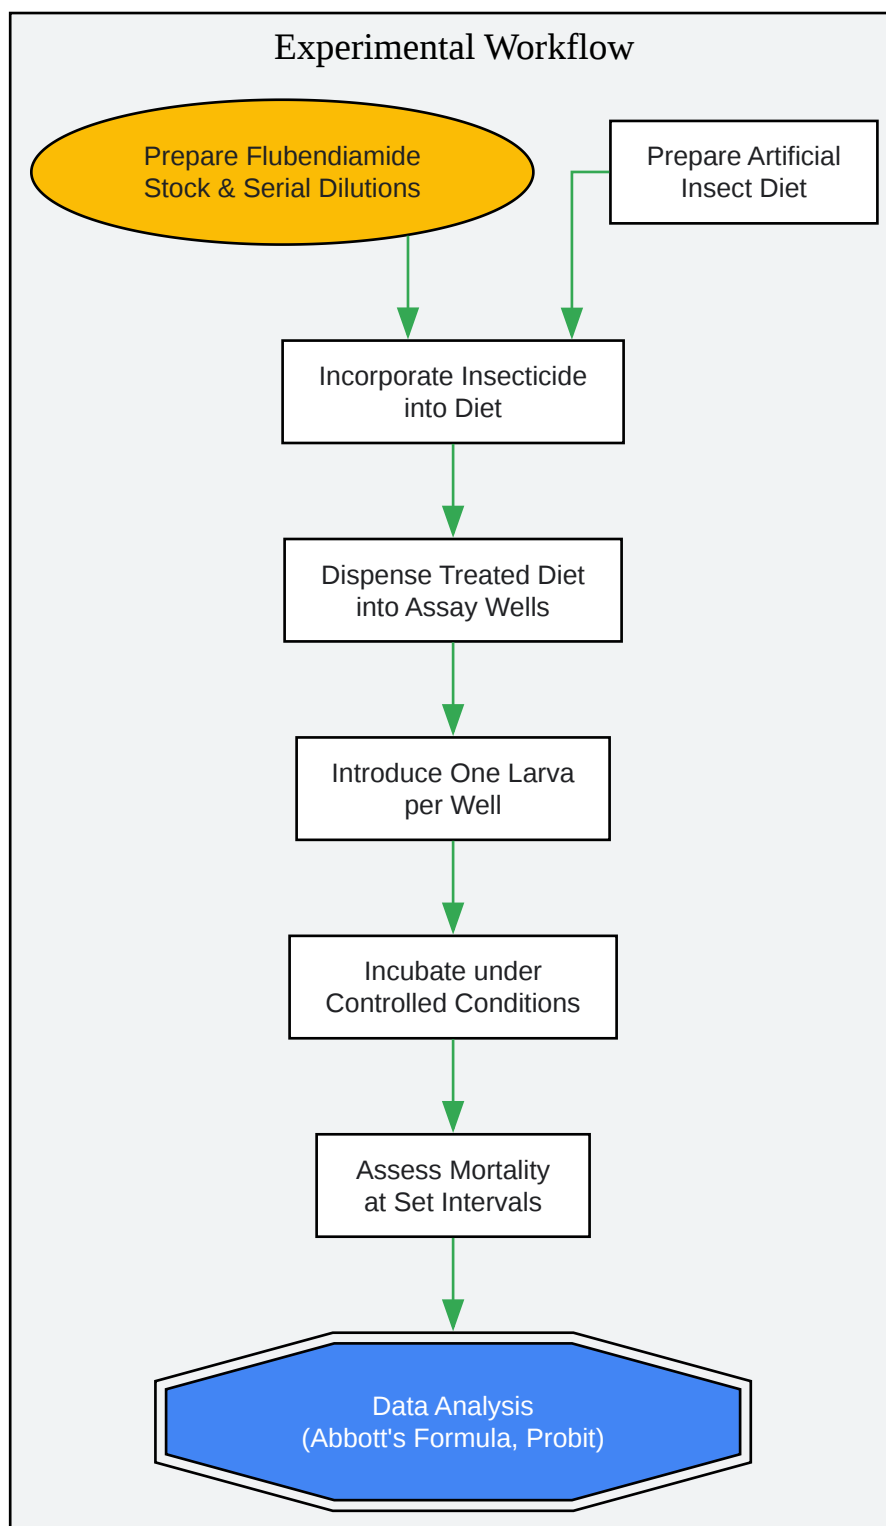 Experimental Workflow
Prepare Flubendiamide
Stock & Serial Dilutions
Prepare Artificial
Insect Diet
Incorporate Insecticide
into Diet
Dispense Treated Diet
into Assay Wells
Introduce One Larva
per Well
Incubate under
Controlled Conditions
Assess Mortality
at Set Intervals
Data Analysis
(Abbott's Formula, Probit)